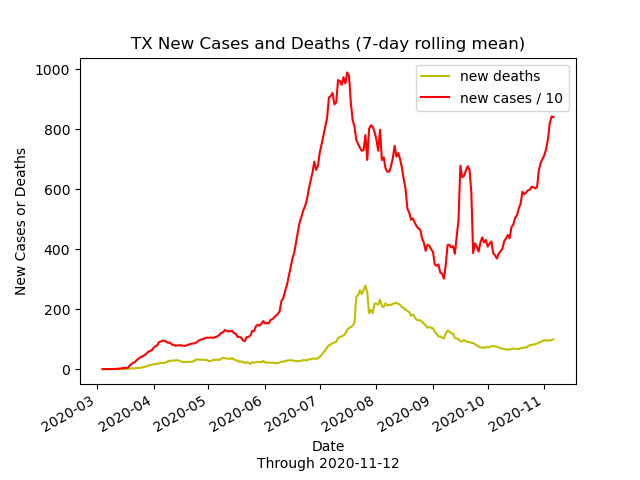 TX New Cases and Deaths (7-day rolling mean)
new deaths
new cases / 10
1000
800
600
400
200
0
New Cases or Deaths
2020-03
2020-04
2020-05
2020-06
2020-07
2020-08
2020-09
2020-10
2020-11
Date
Through 2020-11-12